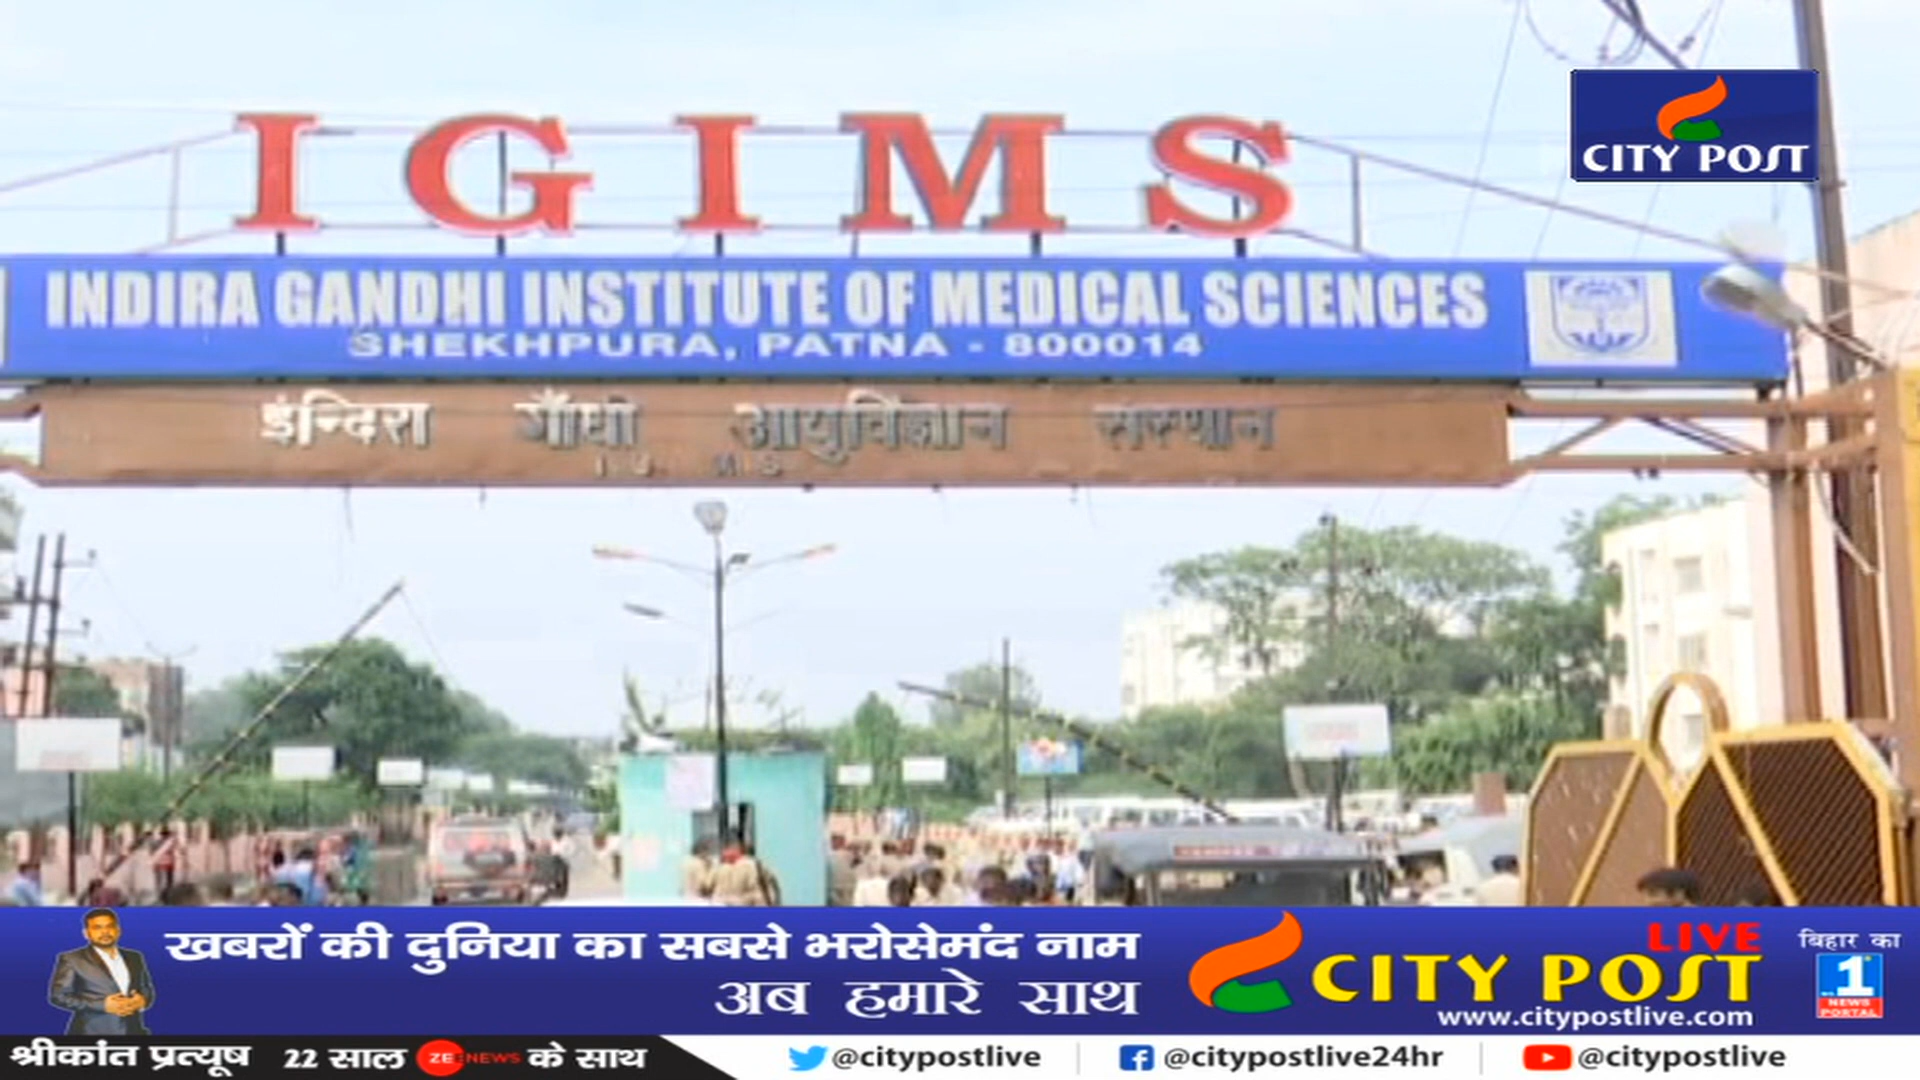 IGIMS
CITY POST
INDIRA GANDHI INSTITUTE OF MEDICAL SCIENCES
SHEKHPURA, PATNA - 800014
इन्दिरा गाँधी आयुर्विज्ञान संस्थान
खबरों की दुनिया का सबसे भरोसेमंद नाम
अब हमारे साथ
LIVE
CITY POST
www.citypostlive.com
बिहार का
No. 1
NEWS PORTAL
श्रीकांत प्रत्यूष 22 साल ZEE NEWS के साथ
@citypostlive
@citypostlive24hr
@citypostlive